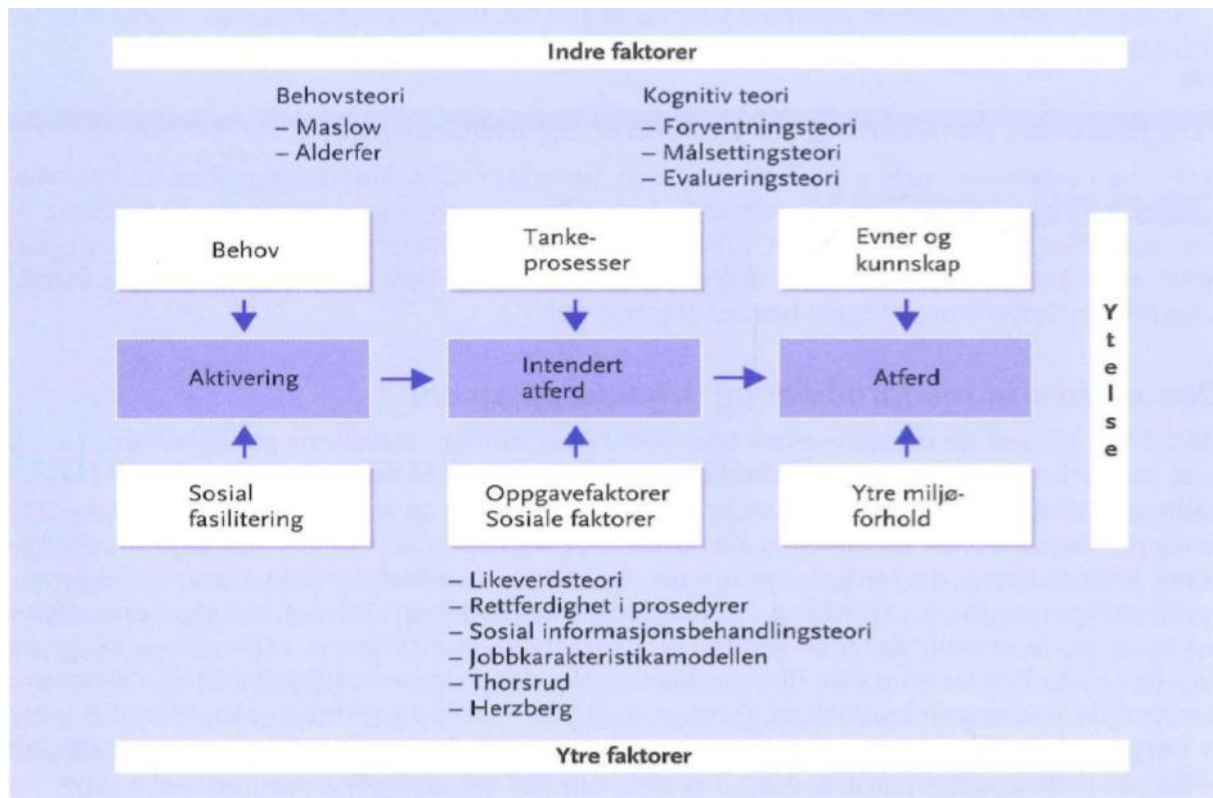 Indre faktorer
Behovsteori
– Maslow
– Alderfer
Kognitiv teori
– Forventningsteori
– Målsettingsteori
– Evalueringsteori
Behov
Tanke-
prosesser
Evner og
kunnskap
Aktivering
Intendert
atferd
Atferd
Ytelse
Sosial
fasilitering
Oppgavefaktorer
Sosiale faktorer
Ytre miljø-
forhold
– Likeverdsteori
– Rettferdighet i prosedyrer
– Sosial informasjonsbehandlingsteori
– Jobbkarakteristikamodellen
– Thorsrud
– Herzberg
Ytre faktorer